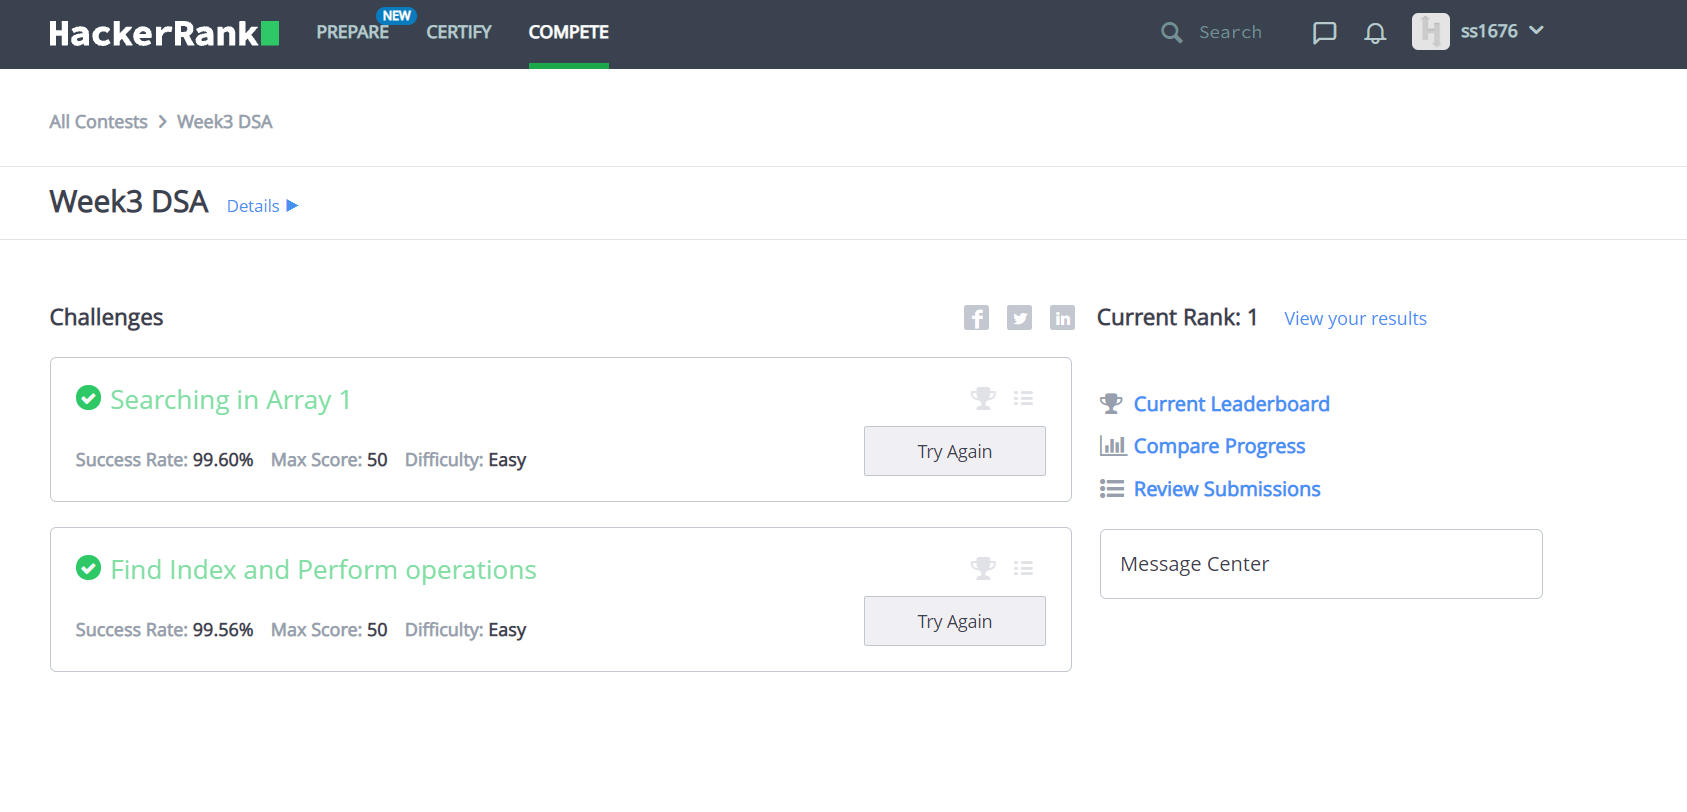 HackerRank PREPARE NEW CERTIFY COMPETE Search ss1676
All Contests > Week3 DSA
Week3 DSA Details ▶
Challenges
Current Rank: 1 View your results
Searching in Array 1
Success Rate: 99.60% Max Score: 50 Difficulty: Easy
Try Again
Find Index and Perform operations
Success Rate: 99.56% Max Score: 50 Difficulty: Easy
Try Again
Current Leaderboard
Compare Progress
Review Submissions
Message Center